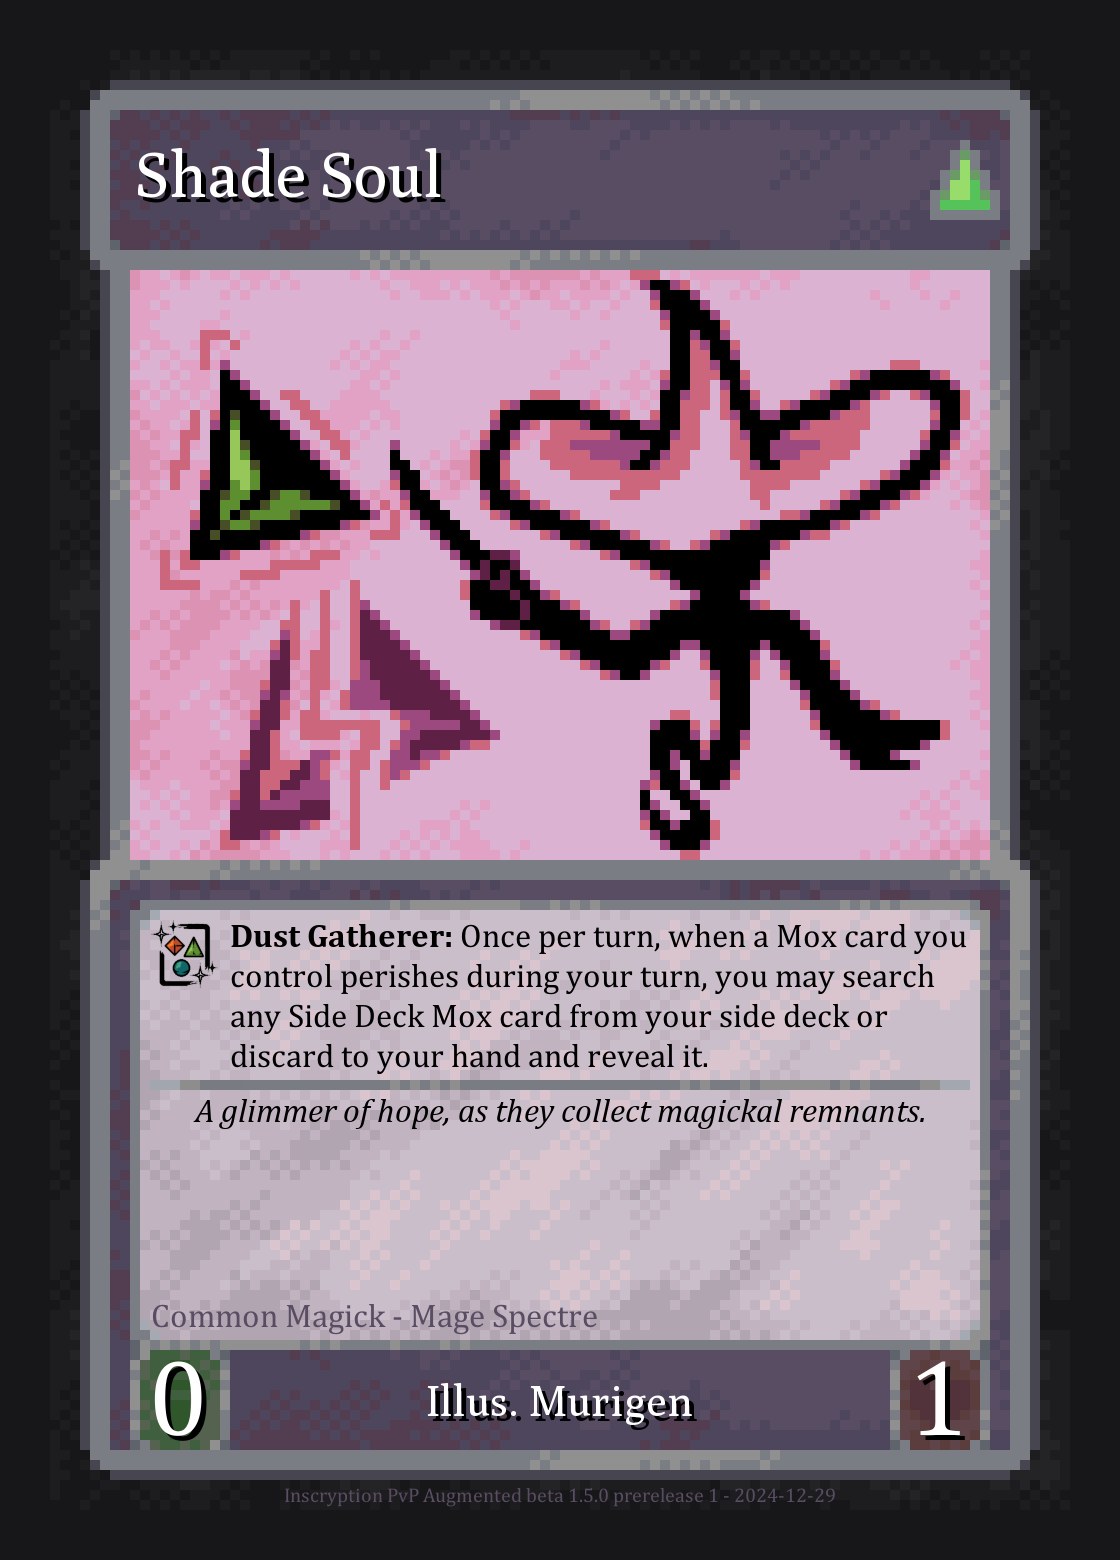 Shade Soul
Dust Gatherer: Once per turn, when a Mox card you
control perishes during your turn, you may search
any Side Deck Mox card from your side deck or
discard to your hand and reveal it.
A glimmer of hope, as they collect magickal remnants.
Common Magick - Mage Spectre
0
Illus. Murigen
1
Inscryption PvP Augmented beta 1.5.0 prerelease 1 - 2024-12-29